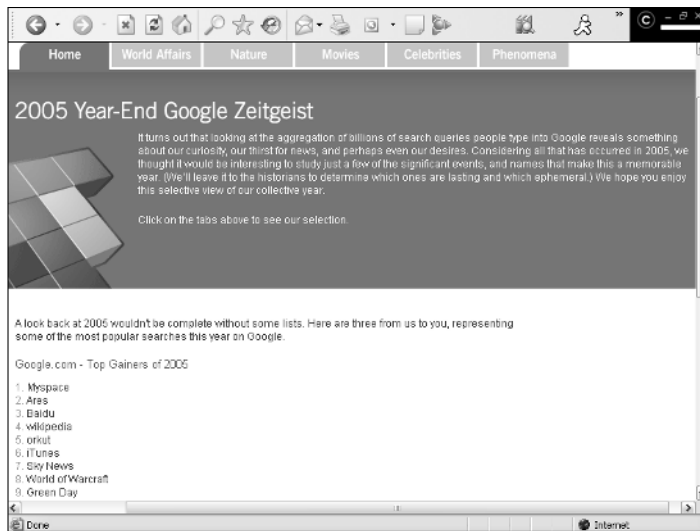 Home World Affairs Nature Movies Celebrities Phenomena
2005 Year-End Google Zeitgeist
It turns out that looking at the aggregation of billions of search queries people type into Google reveals something
about our curiosity, our thirst for news, and perhaps even our desires. Considering all that has occurred in 2005, we
thought it would be interesting to study just a few of the significant events, and names that make this a memorable
year. (We'll leave it to the historians to determine which ones are lasting and which ephemeral.) We hope you enjoy
this selective view of our collective year.
Click on the tabs above to see our selection.
A look back at 2005 wouldn't be complete without some lists. Here are three from us to you, representing
some of the most popular searches this year on Google.
Google.com - Top Gainers of 2005
1. Myspace
2. Ares
3. Baidu
4. wikipedia
5. orkut
6. iTunes
7. Sky News
8. World of Warcraft
9. Green Day
Done Internet